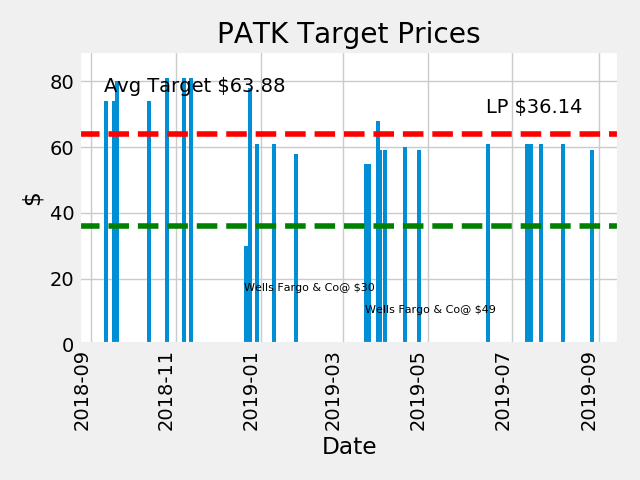 PATK Target Prices
Avg Target $63.88
LP $36.14
80
60
40
20
0
$
Wells Fargo & Co@ $30
Wells Fargo & Co@ $49
2018-09
2018-11
2019-01
2019-03
2019-05
2019-07
2019-09
Date